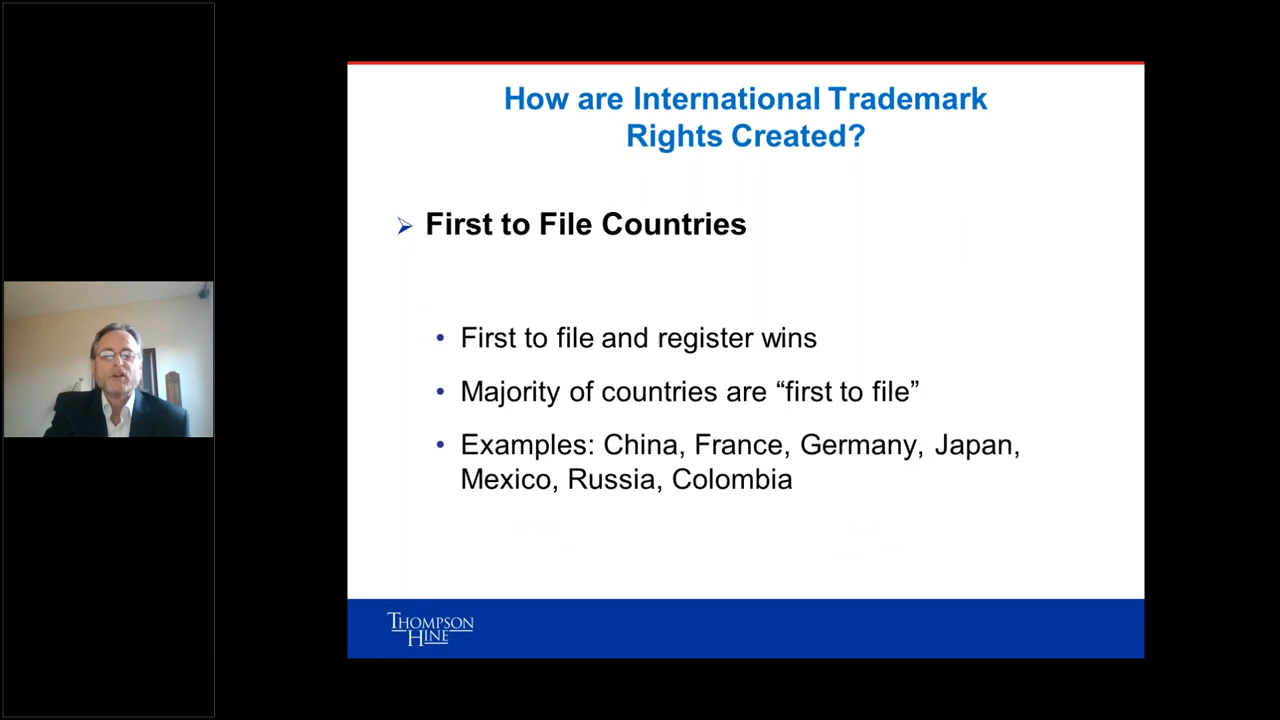 How are International Trademark
Rights Created?
First to File Countries
First to file and register wins
Majority of countries are “first to file”
Examples: China, France, Germany, Japan,
Mexico, Russia, Colombia
THOMPSON
HINE